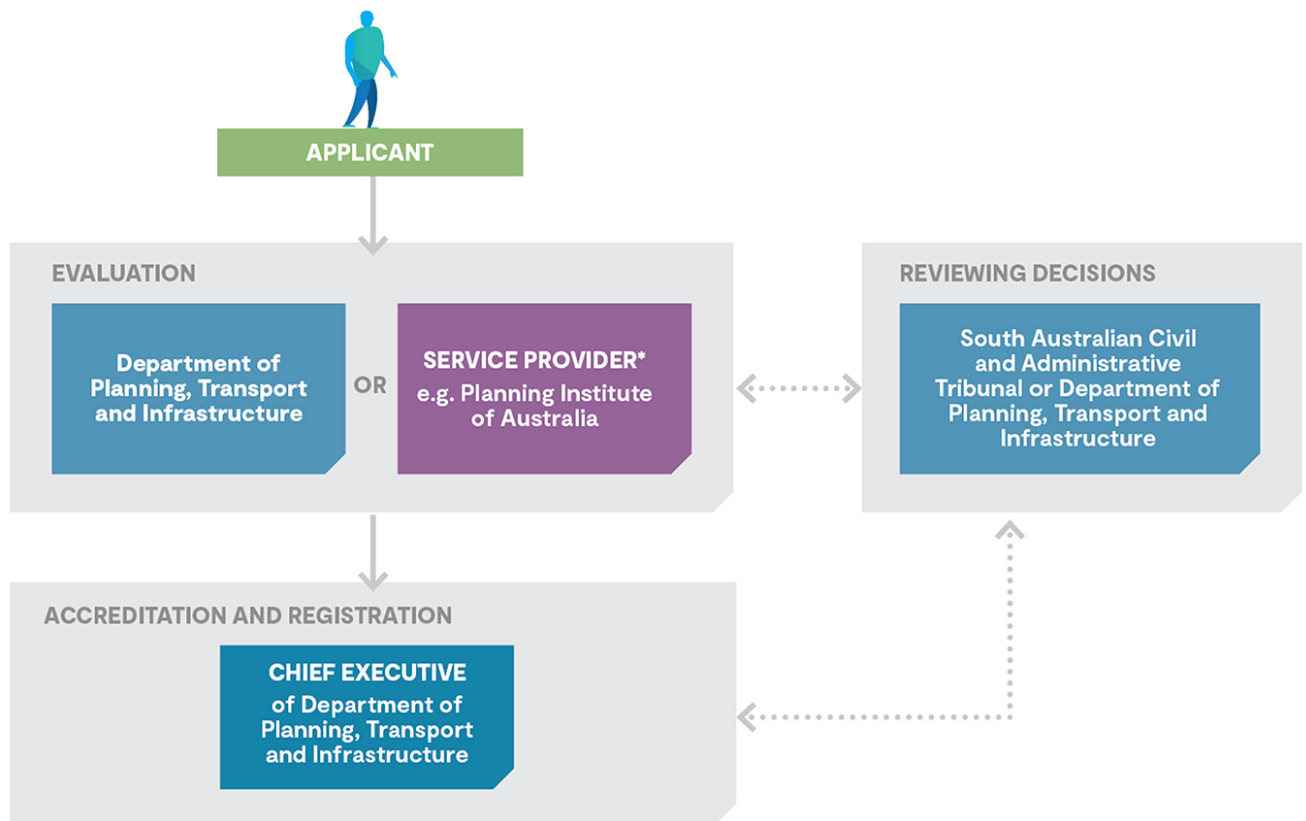 APPLICANT
EVALUATION
Department of
Planning, Transport
and Infrastructure
OR
SERVICE PROVIDER*
e.g. Planning Institute
of Australia
REVIEWING DECISIONS
South Australian Civil
and Administrative
Tribunal or Department of
Planning, Transport and
Infrastructure
ACCREDITATION AND REGISTRATION
CHIEF EXECUTIVE
of Department of
Planning, Transport
and Infrastructure